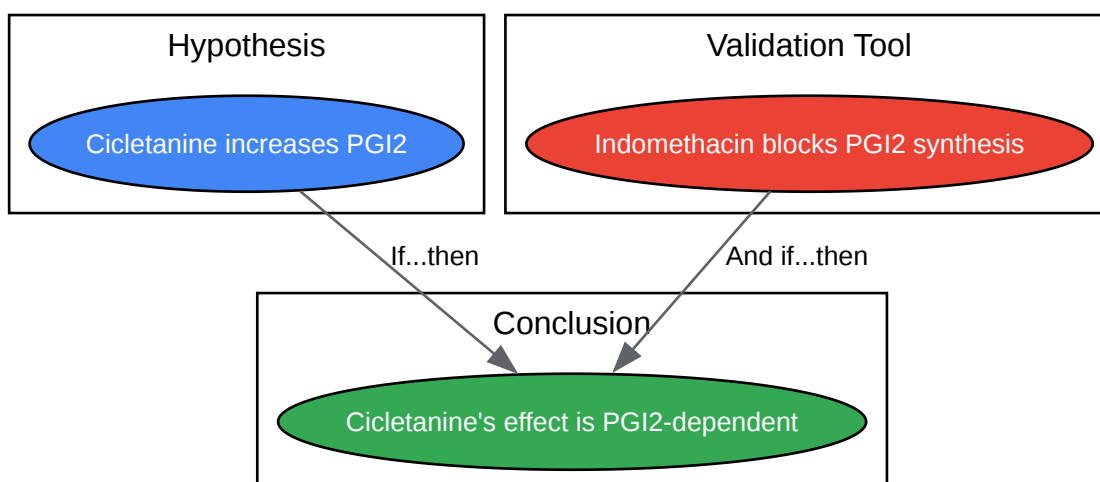 Hypothesis
Validation Tool
Cicletanine increases PGI2
Indomethacin blocks PGI2 synthesis
If...then
And if...then
Conclusion
Cicletanine's effect is PGI2-dependent